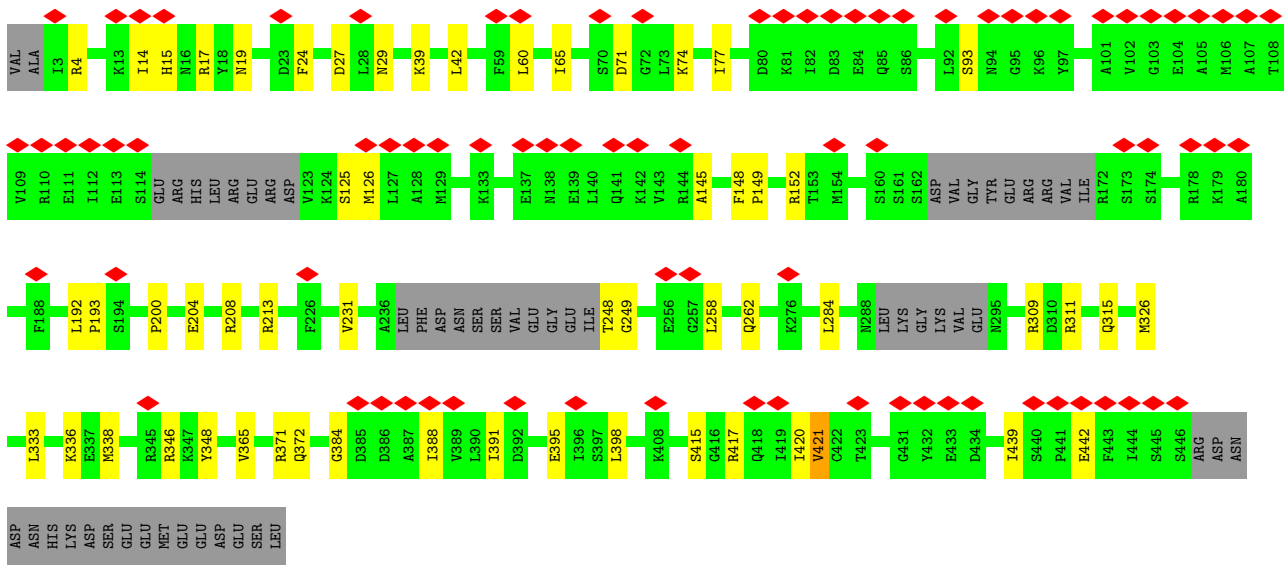 VAL ALA I3 R4 K13 I14 H15 N16 R17 Y18 N19 D23 F24 D27 L28 N29 K39 L42 F59 L60 I65 S70 D71 G72 L73 K74 I77 D80 K81 I82 D83 E84 Q85 S86 L92 S93 N94 G95 K96 Y97 A101 V102 G103 E104 A105 M106 A107 T108
V109 R110 E111 I112 E113 S114 GLU ARG HIS LEU ARG GLU ARG ASP V123 K124 S125 M126 L127 A128 M129 K133 E137 N138 E139 L140 Q141 K142 V143 R144 A145 F148 P149 R152 T153 M154 S160 S161 S162 ASP VAL GLY TYR GLU ARG ARG VAL ILE R172 S173 S174 R178 K179 A180
F188 L192 P193 S194 P200 E204 R208 R213 F226 V231 A236 LEU PHE ASP ASN SER SER VAL GLU GLY GLU ILE T248 G249 E256 G257 L258 Q262 K276 L284 N288 LEU LYS GLY LYS VAL GLU N295 R309 D310 R311 Q315 M326
L333 K336 E337 M338 R345 R346 K347 Y348 V365 R371 Q372 G384 D385 D386 A387 I388 V389 L390 I391 D392 E395 I396 S397 L398 K408 S415 G416 R417 Q418 I419 I420 V421 C422 T423 G431 Y432 E433 D434 I439 S440 P441 E442 F443 I444 S445 S446 ARG ASP ASN
ASP ASN HIS LYS ASP SER GLU GLU MET GLU GLU ASP GLU SER LEU